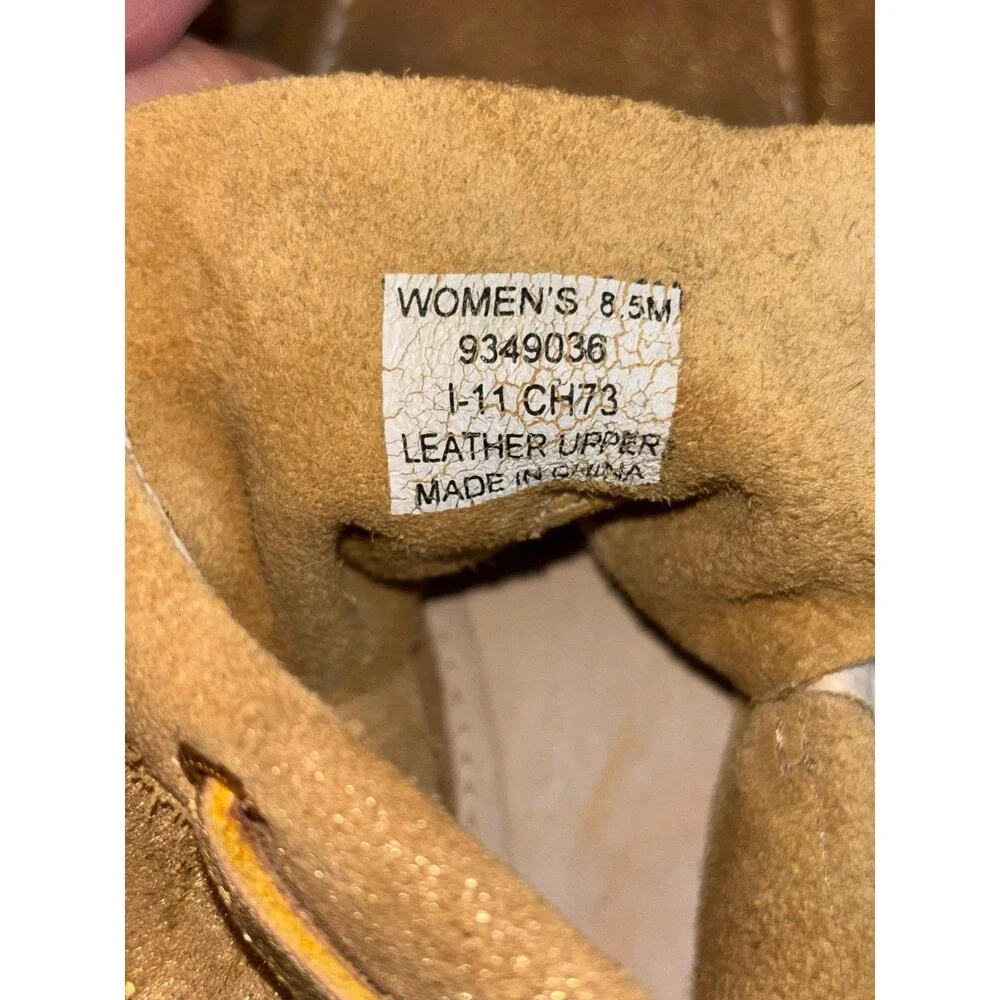 WOMEN'S 8.5M
9349036
I-11 CH73
LEATHER UPPER
MADE IN CHINA